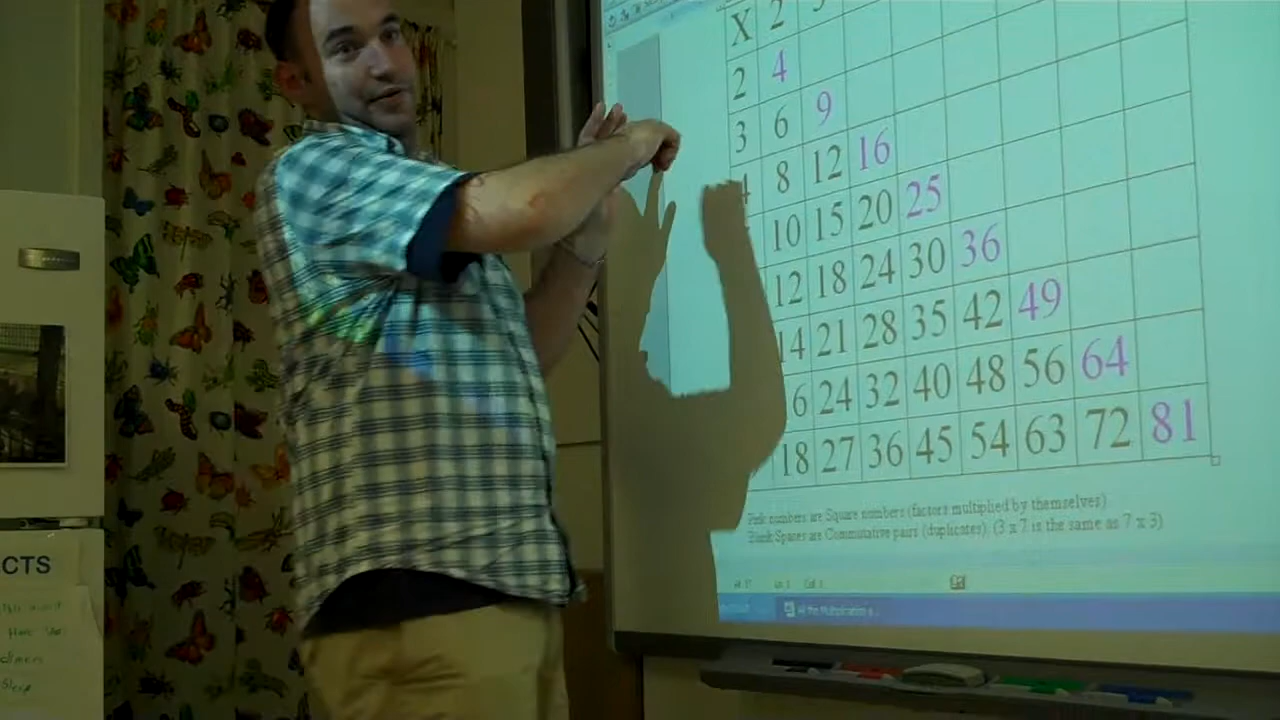 X 2
2 4
3 6 9
4 8 12 16
10 15 20 25
12 18 24 30 36
14 21 28 35 42 49
6 24 32 40 48 56 64
18 27 36 45 54 63 72 81
Pink numbers are Square numbers (factors multiplied by themselves)
Blank Spaces are Commutative pairs (duplicates). (3 x 7 is the same as 7 x 3)
CTS